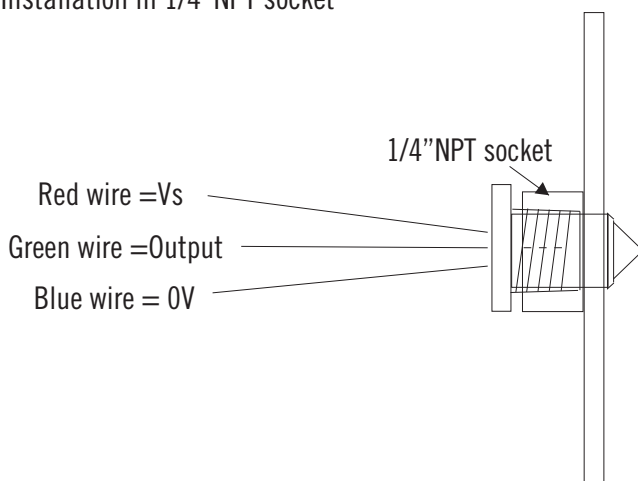 Installation in 1/4" NPT socket
1/4”NPT socket
Red wire =Vs
Green wire =Output
Blue wire = 0V